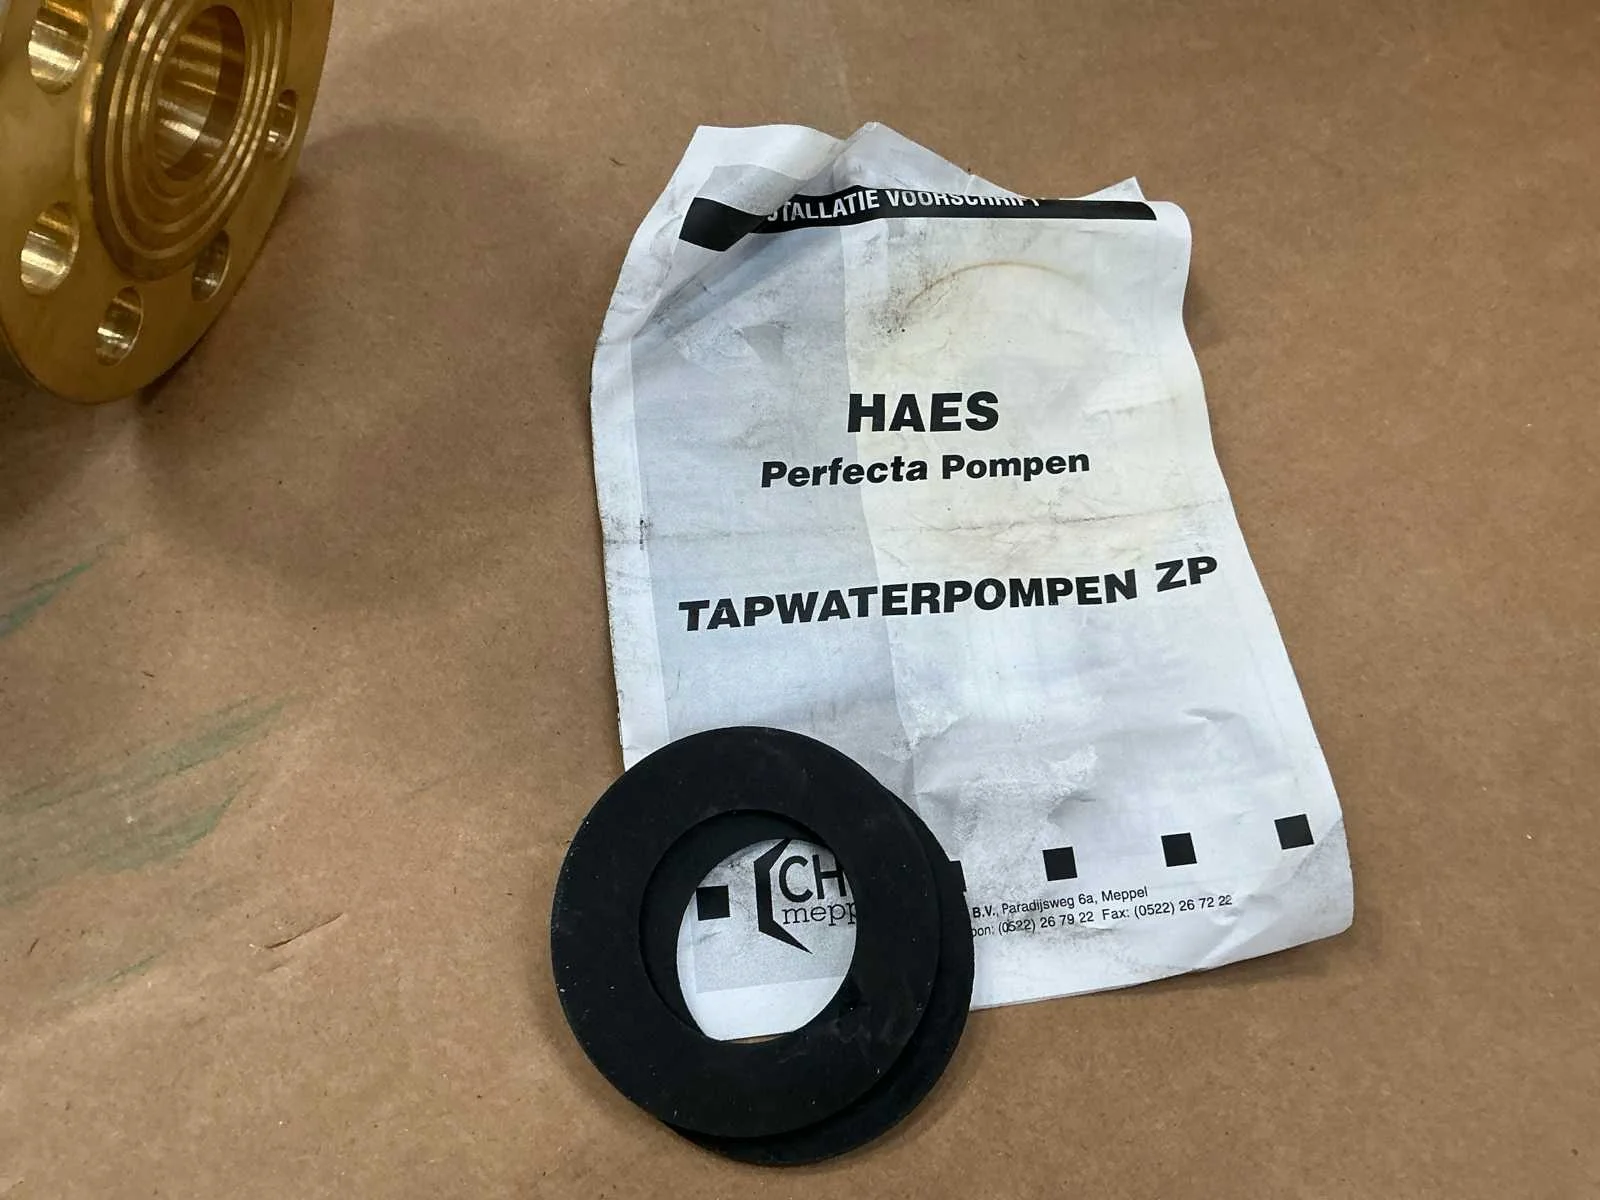 STALLATIE VOORSCHRIFT
HAES
Perfecta Pompen
TAPWATERPOMPEN ZP
CH
mepp
B.V., Paradijsweg 6a, Meppel
oon: (0522) 26 79 22 Fax: (0522) 26 72 22